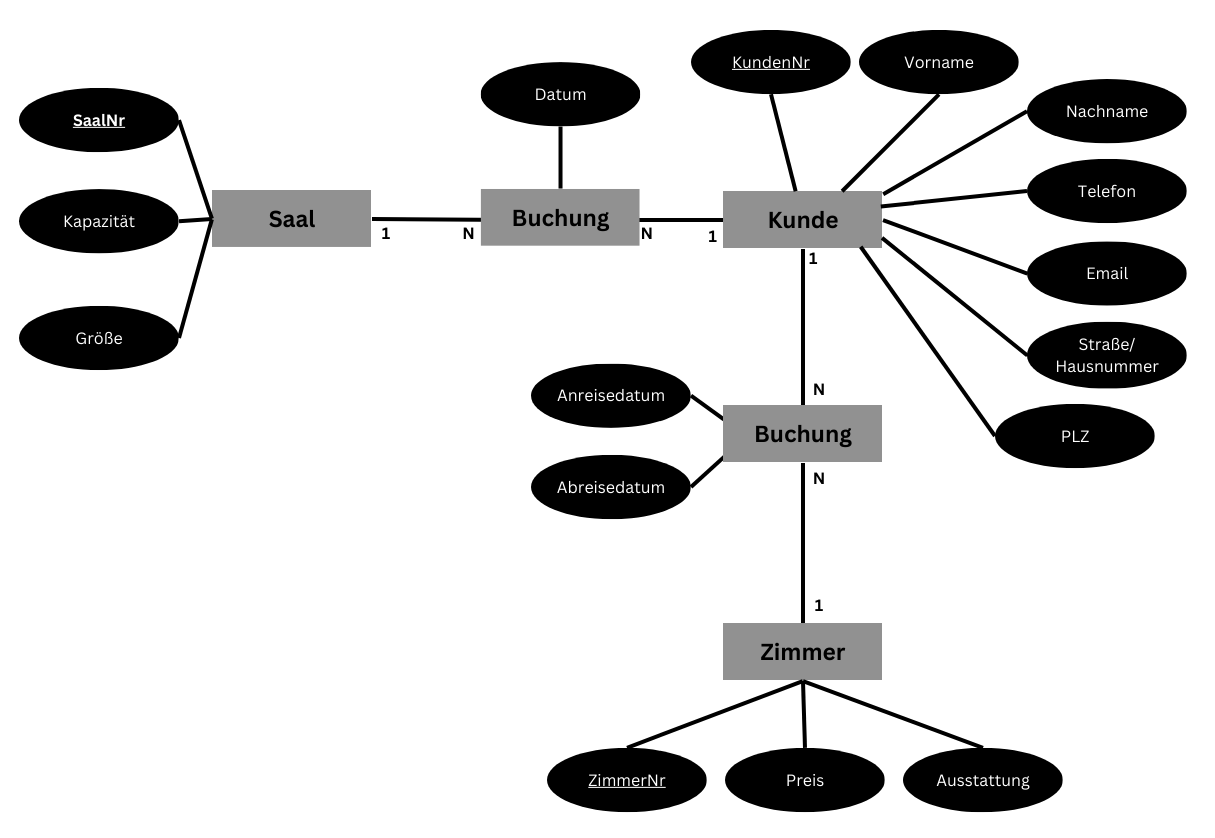 KundenNr
Vorname
Datum
Nachname
SaalNr
Telefon
Kapazität
Saal
Buchung
Kunde
1
N
N
1
1
Email
Größe
Straße/
Hausnummer
N
Anreisedatum
Buchung
PLZ
N
Abreisedatum
1
Zimmer
ZimmerNr
Preis
Ausstattung